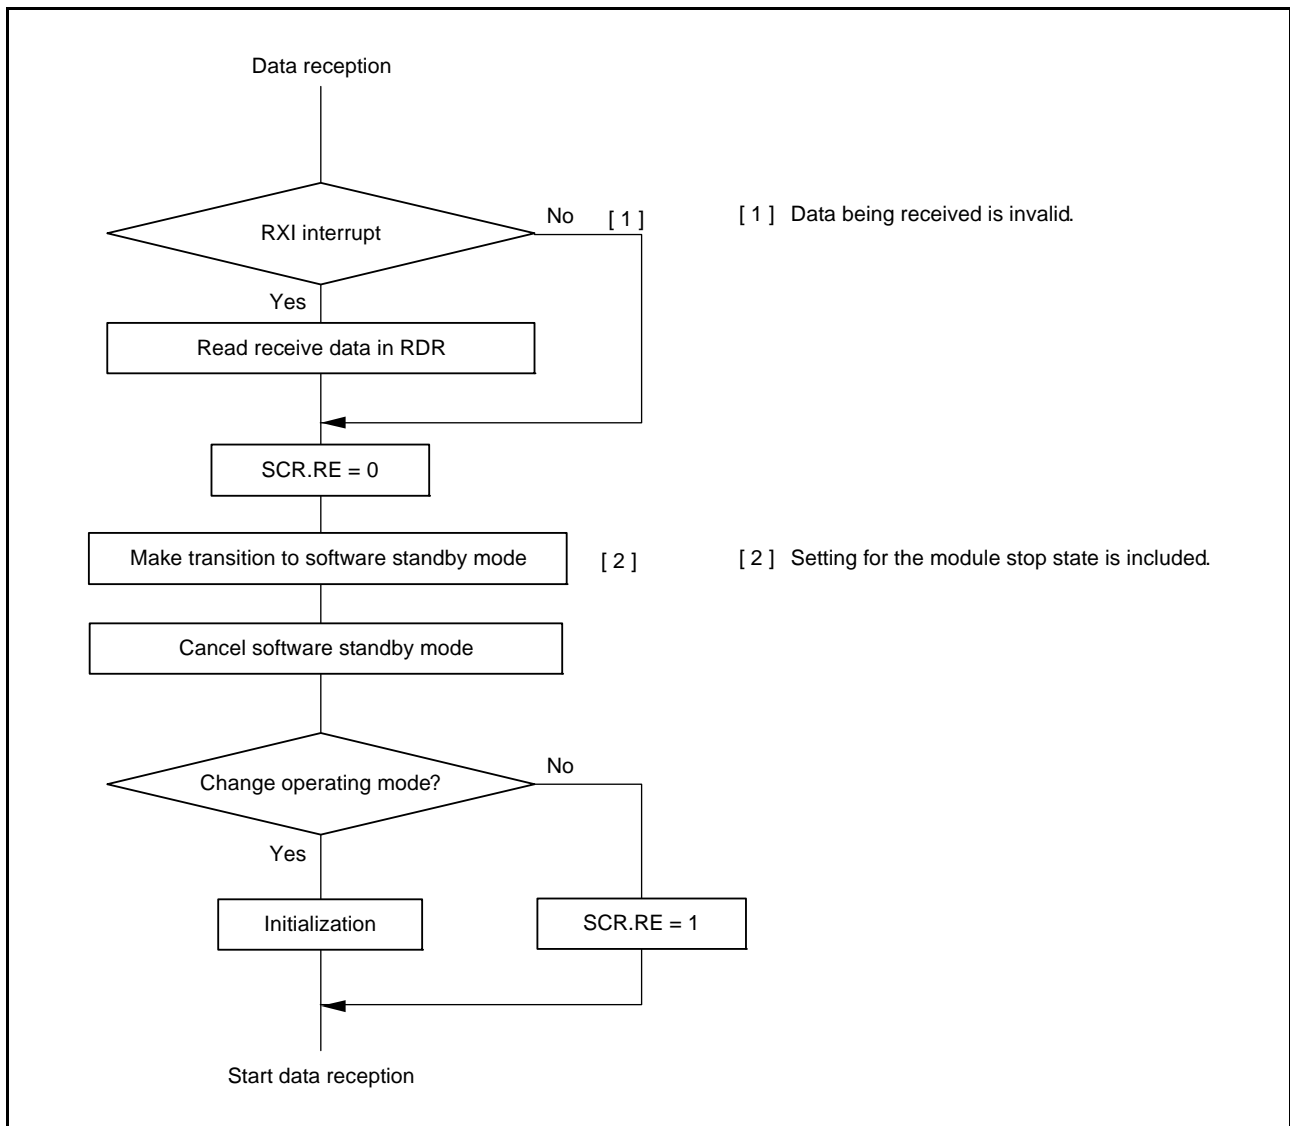 Data reception
No [ 1 ] [ 1 ] Data being received is invalid.
RXI interrupt
Yes
Read receive data in RDR
SCR.RE = 0
Make transition to software standby mode [ 2 ] [ 2 ] Setting for the module stop state is included.
Cancel software standby mode
No
Change operating mode?
Yes
Initialization SCR.RE = 1
Start data reception